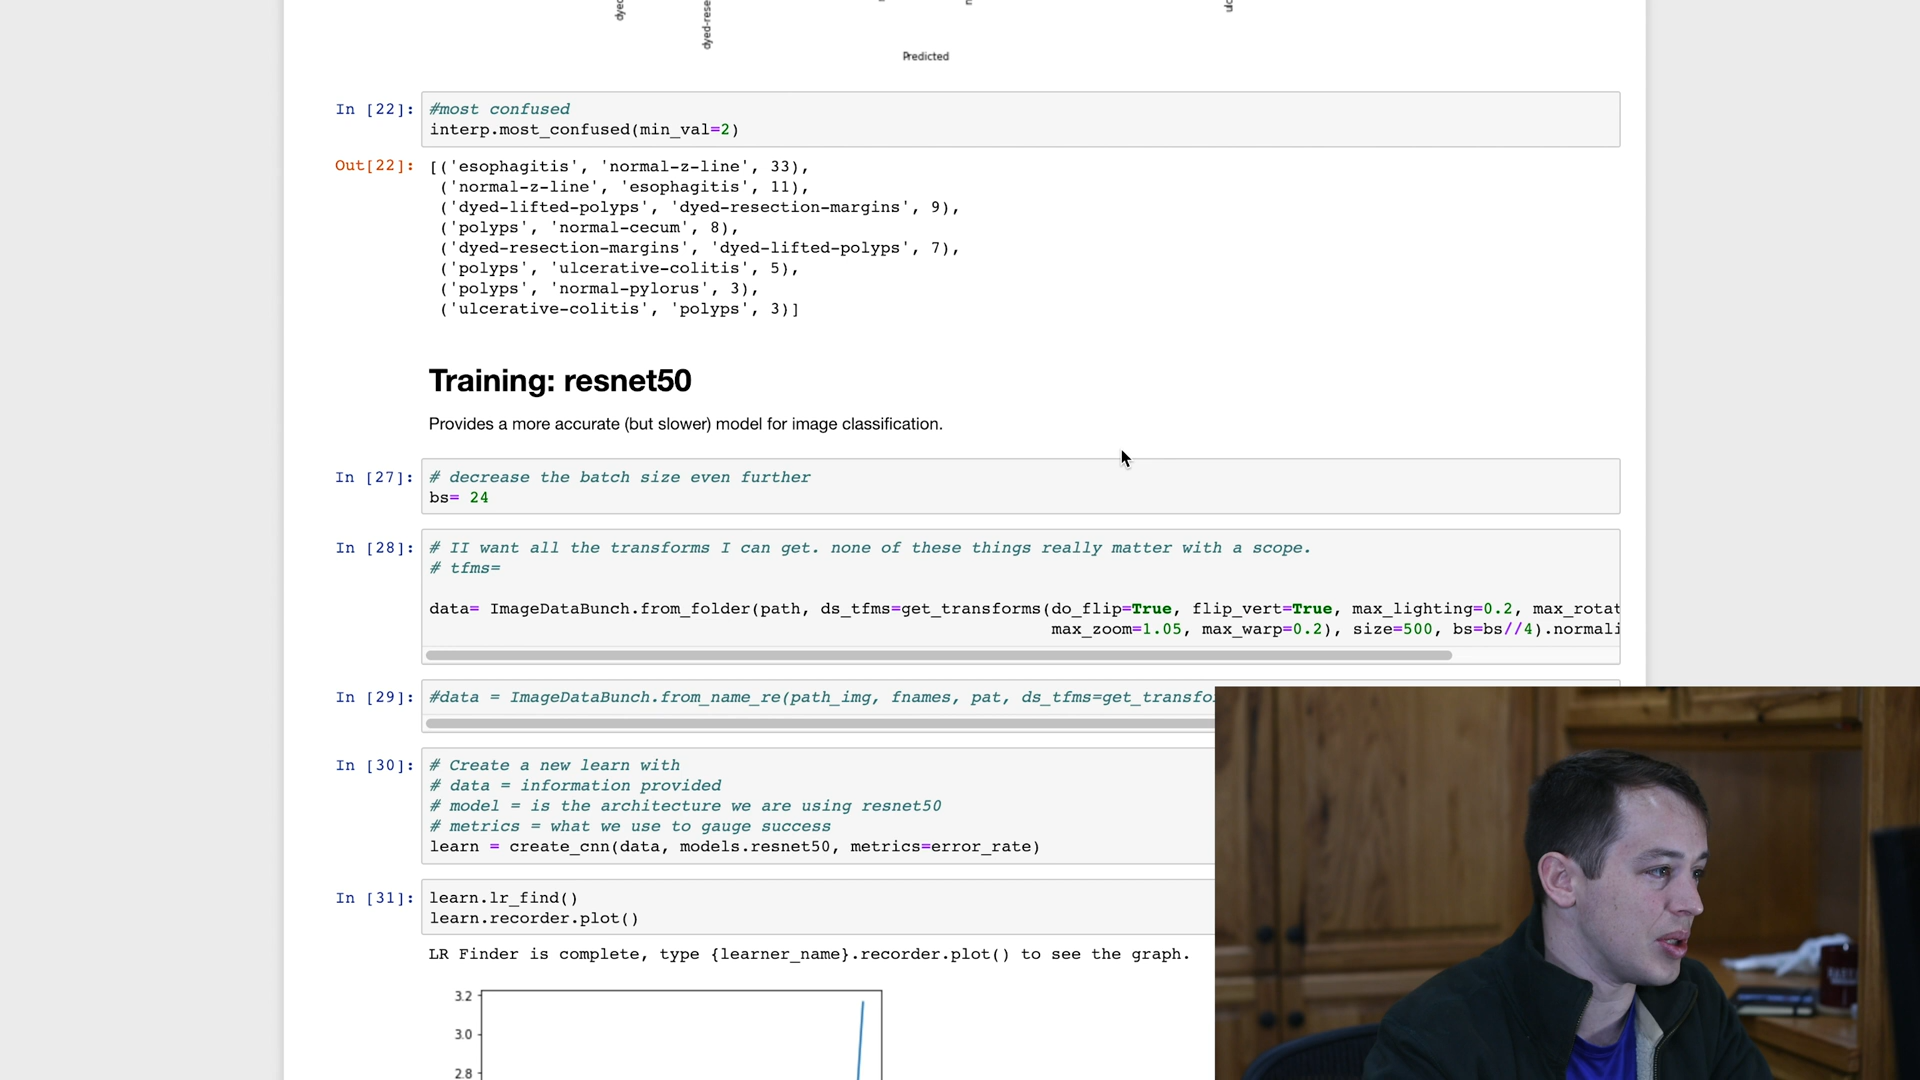 Predicted
In [22]: #most confused
interp.most_confused(min_val=2)
Out[22]: [('esophagitis', 'normal-z-line', 33),
('normal-z-line', 'esophagitis', 11),
('dyed-lifted-polyps', 'dyed-resection-margins', 9),
('polyps', 'normal-cecum', 8),
('dyed-resection-margins', 'dyed-lifted-polyps', 7),
('polyps', 'ulcerative-colitis', 5),
('polyps', 'normal-pylorus', 3),
('ulcerative-colitis', 'polyps', 3)]
Training: resnet50
Provides a more accurate (but slower) model for image classification.
In [27]: # decrease the batch size even further
bs= 24
In [28]: # II want all the transforms I can get. none of these things really matter with a scope.
# tfms=
data= ImageDataBunch.from_folder(path, ds_tfms=get_transforms(do_flip=True, flip_vert=True, max_lighting=0.2, max_rotat
max_zoom=1.05, max_warp=0.2), size=500, bs=bs//4).normali
In [29]: #data = ImageDataBunch.from_name_re(path_img, fnames, pat, ds_tfms=get_transfo
In [30]: # Create a new learn with
# data = information provided
# model = is the architecture we are using resnet50
# metrics = what we use to gauge success
learn = create_cnn(data, models.resnet50, metrics=error_rate)
In [31]: learn.lr_find()
learn.recorder.plot()
LR Finder is complete, type {learner_name}.recorder.plot() to see the graph.
3.2
3.0
2.8